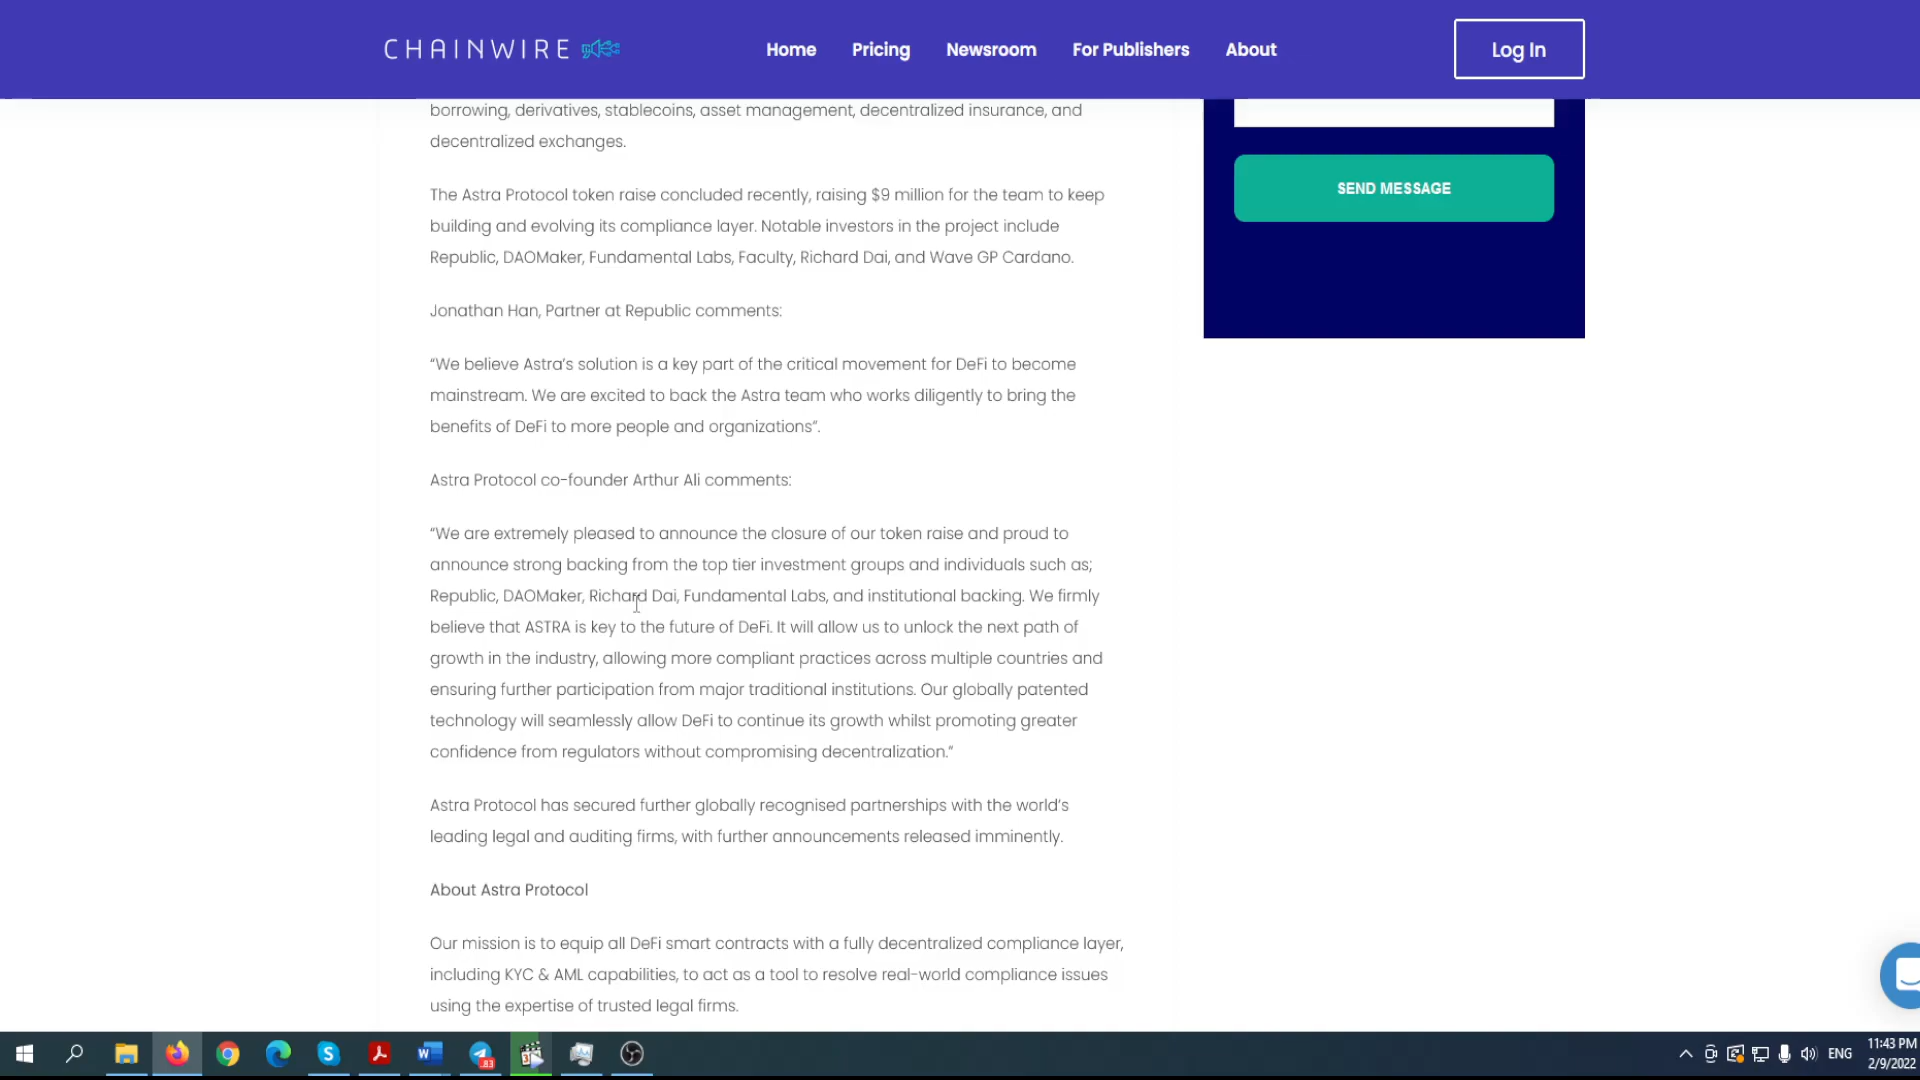 CHAINWIRE
Home
Pricing
Newsroom
For Publishers
About
Log In
borrowing, derivatives, stablecoins, asset management, decentralized insurance, and
decentralized exchanges.
The Astra Protocol token raise concluded recently, raising $9 million for the team to keep
building and evolving its compliance layer. Notable investors in the project include
Republic, DAOMaker, Fundamental Labs, Faculty, Richard Dai, and Wave GP Cardano.
Jonathan Han, Partner at Republic comments:
“We believe Astra’s solution is a key part of the critical movement for DeFi to become
mainstream. We are excited to back the Astra team who works diligently to bring the
benefits of DeFi to more people and organizations”.
Astra Protocol co-founder Arthur Ali comments:
“We are extremely pleased to announce the closure of our token raise and proud to
announce strong backing from the top tier investment groups and individuals such as;
Republic, DAOMaker, Richard Dai, Fundamental Labs, and institutional backing. We firmly
believe that ASTRA is key to the future of DeFi. It will allow us to unlock the next path of
growth in the industry, allowing more compliant practices across multiple countries and
ensuring further participation from major traditional institutions. Our globally patented
technology will seamlessly allow DeFi to continue its growth whilst promoting greater
confidence from regulators without compromising decentralization.”
Astra Protocol has secured further globally recognised partnerships with the world’s
leading legal and auditing firms, with further announcements released imminently.
About Astra Protocol
Our mission is to equip all DeFi smart contracts with a fully decentralized compliance layer,
including KYC & AML capabilities, to act as a tool to resolve real-world compliance issues
using the expertise of trusted legal firms.
SEND MESSAGE
ENG
11:43 PM
2/9/2022